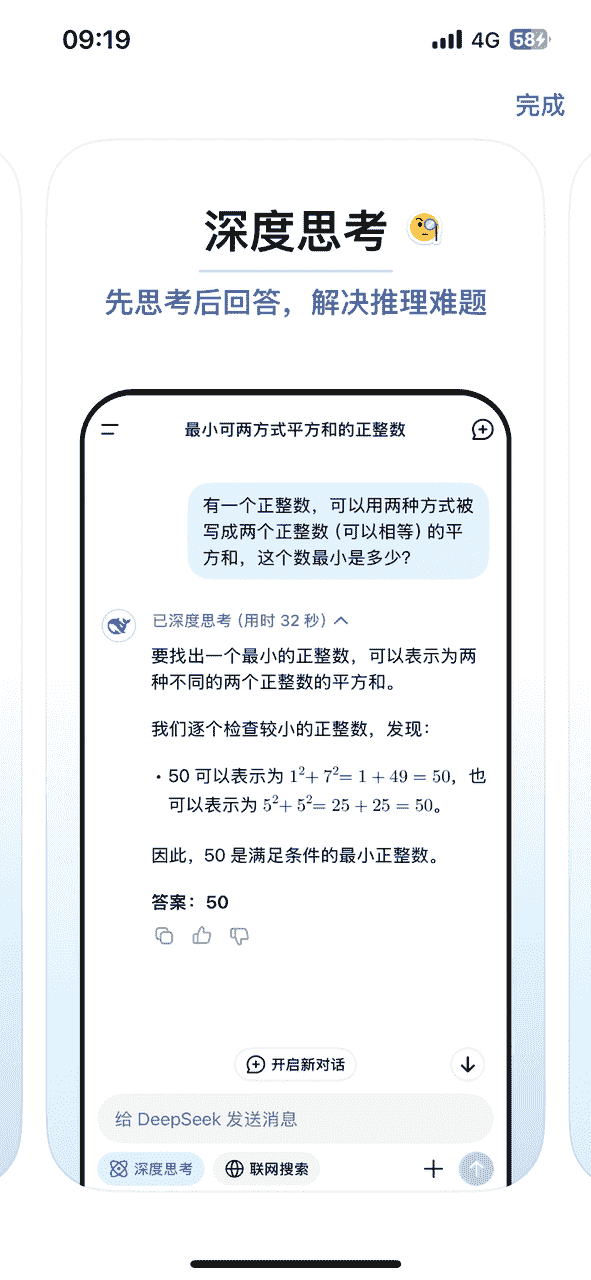 09:19
4G 58
完成
深度思考
先思考后回答，解决推理难题
最小可两方式平方和的正整数
有一个正整数，可以用两种方式被
写成两个正整数（可以相等）的平
方和，这个数最小是多少？
已深度思考（用时 32 秒）
要找出一个最小的正整数，可以表示为两
种不同的两个正整数的平方和。
我们逐个检查较小的正整数，发现：
• 50 可以表示为 1²+ 7²= 1 + 49 = 50，也
可以表示为 5²+ 5²= 25 + 25 = 50。
因此，50 是满足条件的最小正整数。
答案：50
开启新对话
给 DeepSeek 发送消息
深度思考 联网搜索